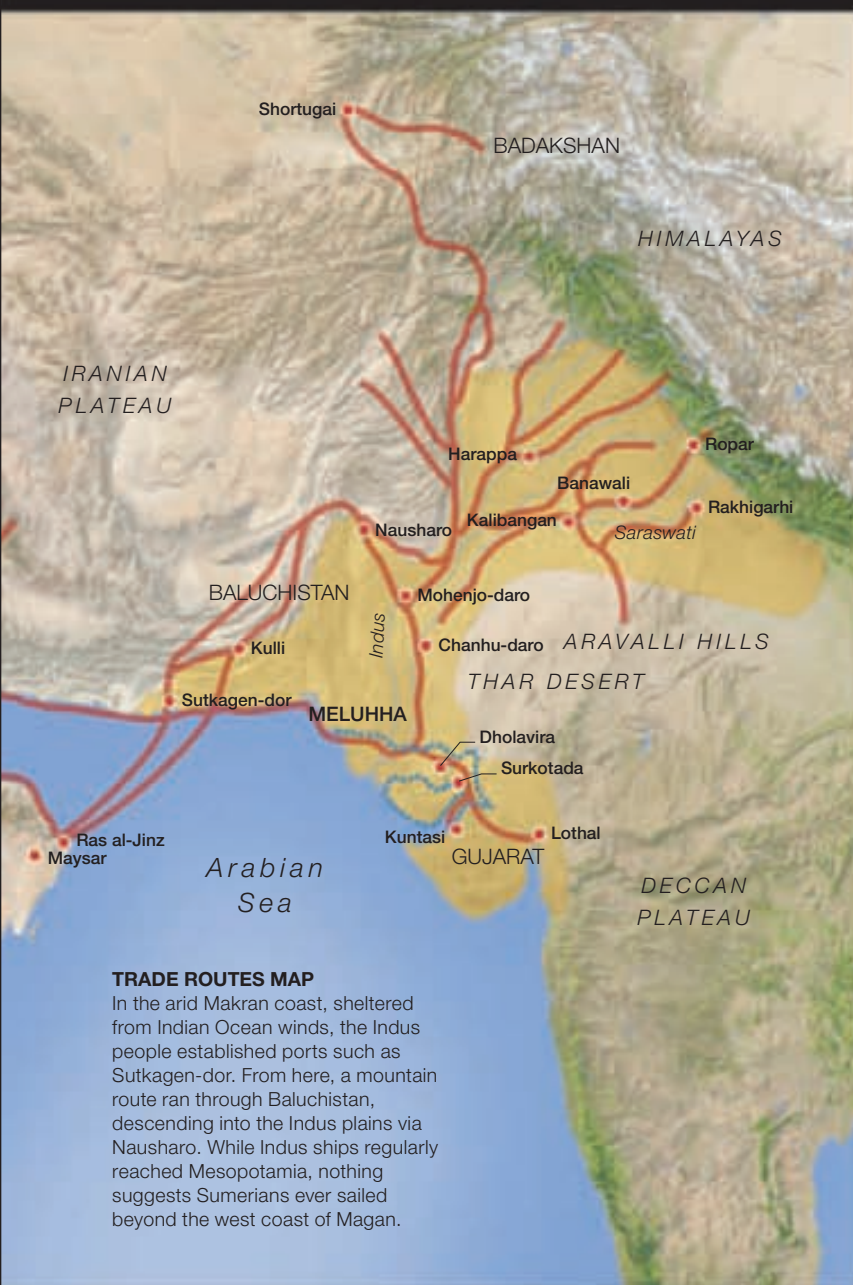 Shortugai
BADAKSHAN
HIMALAYAS
IRANIAN
PLATEAU
Harappa
Ropar
Banawali
Rakhigarhi
Kalibangan
Nausharo
Saraswati
BALUCHISTAN
Mohenjo-daro
Indus
Kulli
Chanhu-daro
ARAVALLI HILLS
THAR DESERT
Sutkagen-dor
MELUHHA
Dholavira
Surkotada
Kuntasi
Lothal
Ras al-Jinz
Maysar
GUJARAT
Arabian
Sea
DECCAN
PLATEAU
TRADE ROUTES MAP
In the arid Makran coast, sheltered
from Indian Ocean winds, the Indus
people established ports such as
Sutkagen-dor. From here, a mountain
route ran through Baluchistan,
descending into the Indus plains via
Nausharo. While Indus ships regularly
reached Mesopotamia, nothing
suggests Sumerians ever sailed
beyond the west coast of Magan.